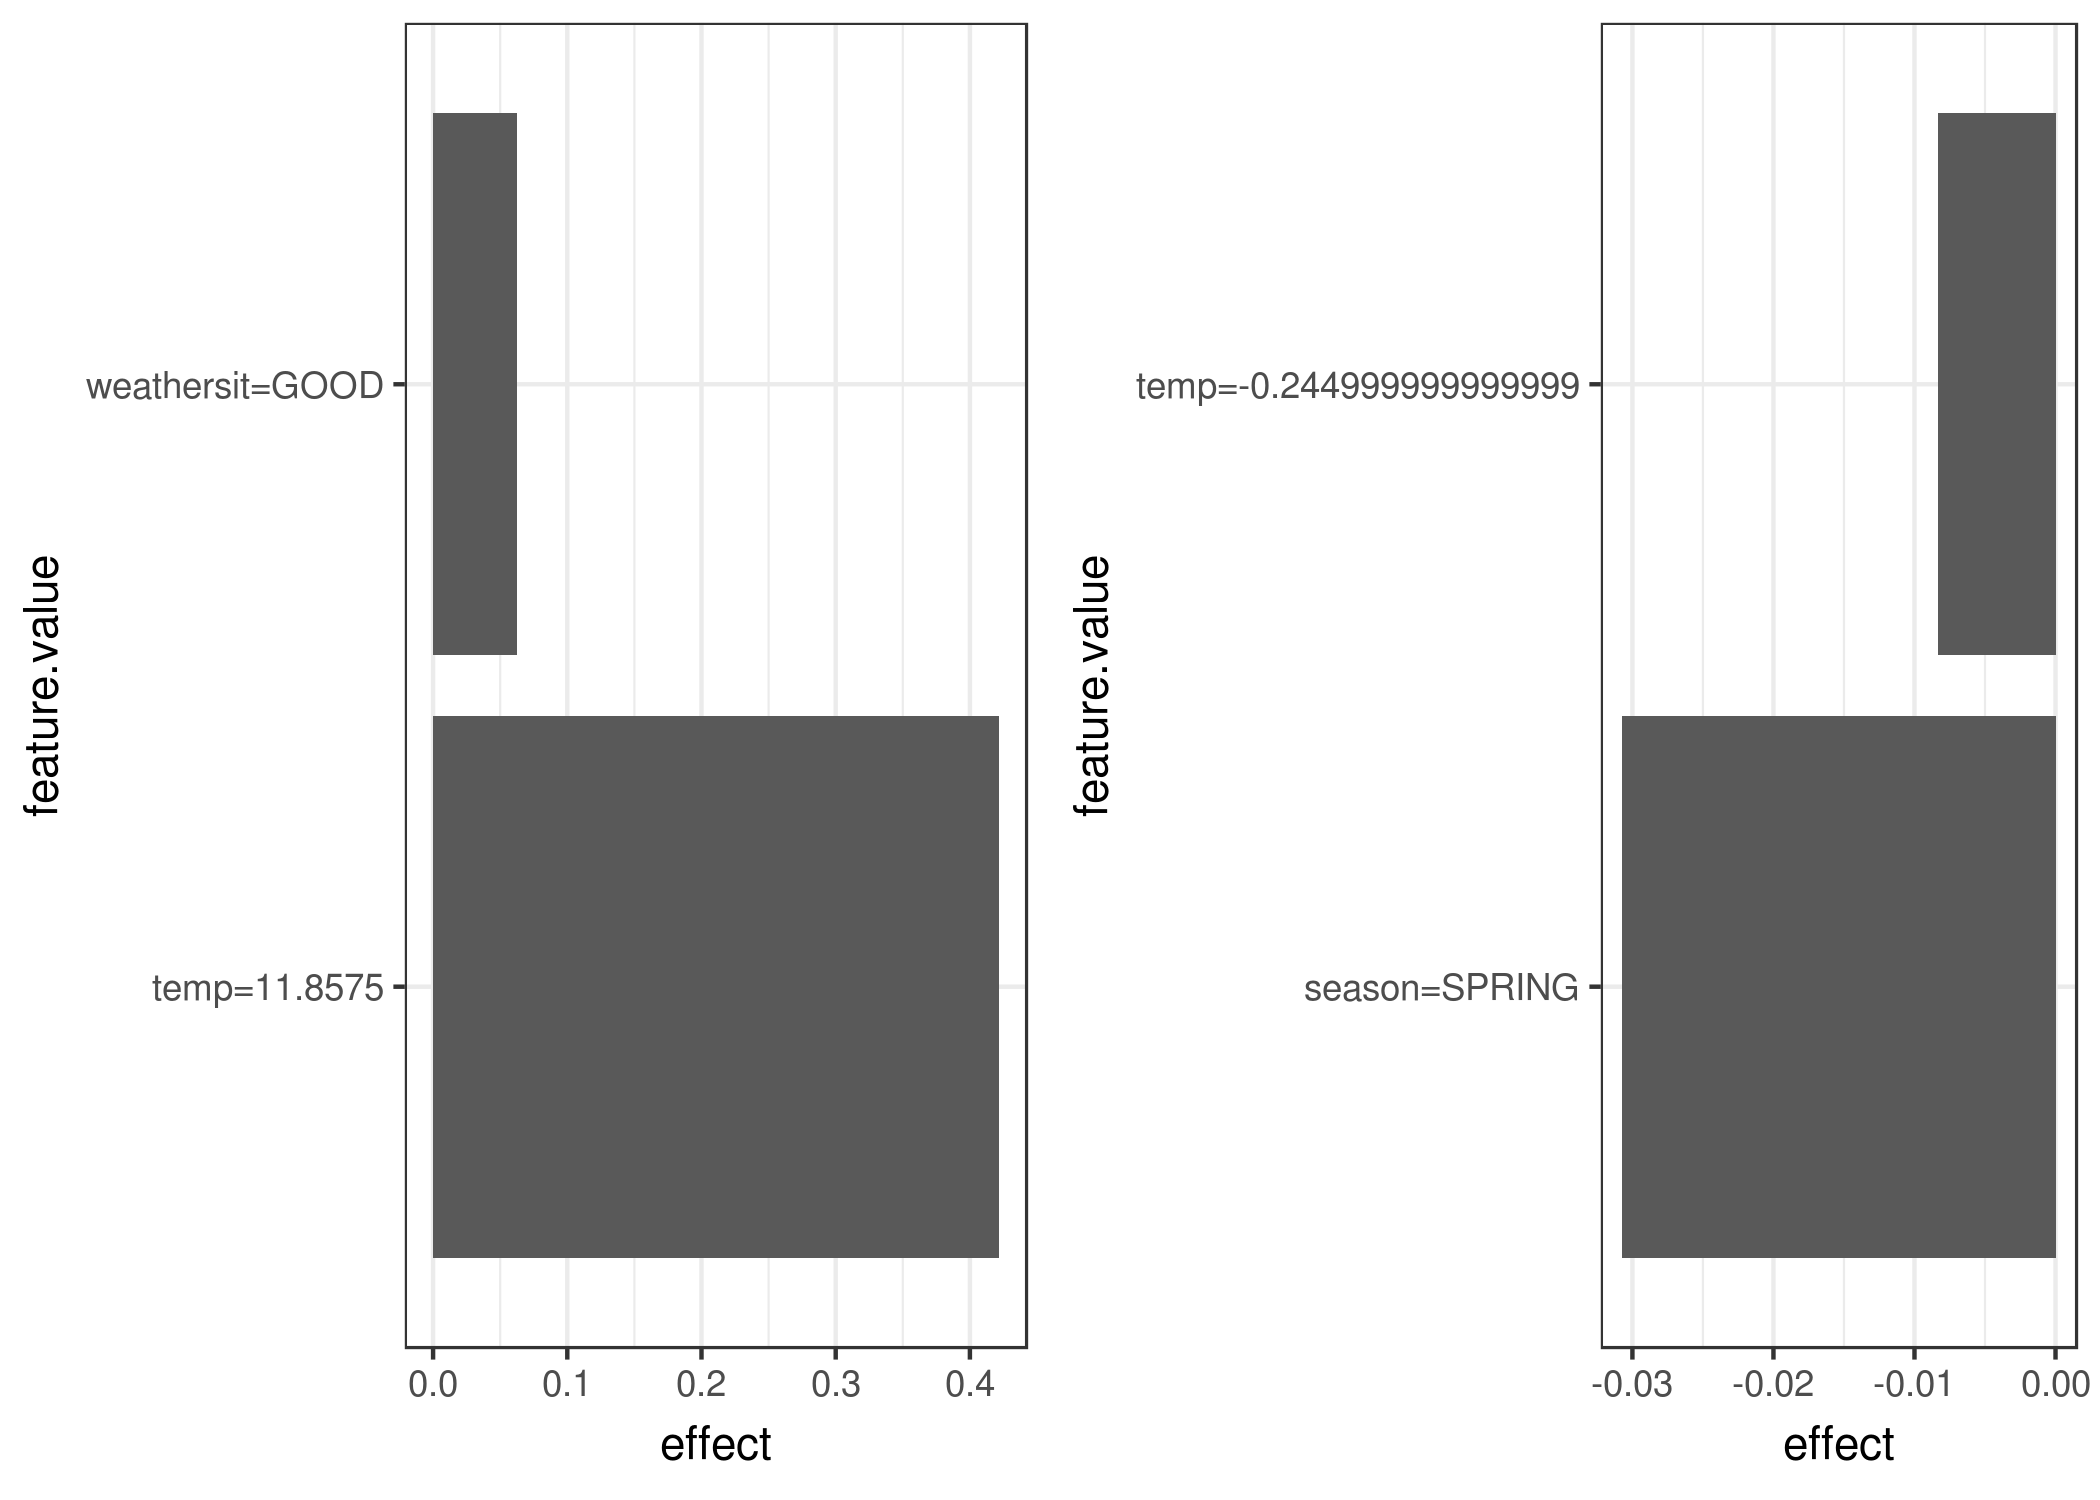 feature.value
weathersit=GOOD
temp=11.8575
0.0 0.1 0.2 0.3 0.4
effect
feature.value
temp=-0.244999999999999
season=SPRING
-0.03 -0.02 -0.01 0.00
effect